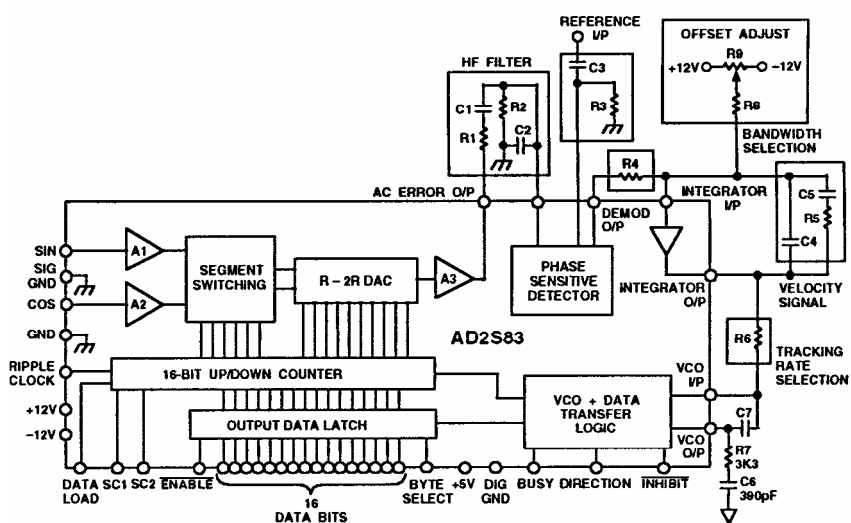 REFERENCE
I/P
OFFSET ADJUST
R9
+12V
-12V
R8
HF FILTER
C3
R3
C1
R2
C2
R1
BANDWIDTH
SELECTION
R4
AC ERROR O/P
DEMOD
O/P
INTEGRATOR
I/P
C5
R5
C4
SIN
A1
SIG
GND
COS
A2
GND
SEGMENT
SWITCHING
R – 2R DAC
A3
PHASE
SENSITIVE
DETECTOR
INTEGRATOR
O/P
VELOCITY
SIGNAL
AD2S83
R6
TRACKING
RATE
SELECTION
RIPPLE
CLOCK
16-BIT UP/DOWN COUNTER
VCO
I/P
VCO + DATA
TRANSFER
LOGIC
+12V
-12V
OUTPUT DATA LATCH
C7
VCO
O/P
R7
3K3
C6
390pF
DATA
LOAD
SC1
SC2
ENABLE
16
DATA BITS
BYTE
SELECT
+5V
DIG
GND
BUSY
DIRECTION
INHIBIT